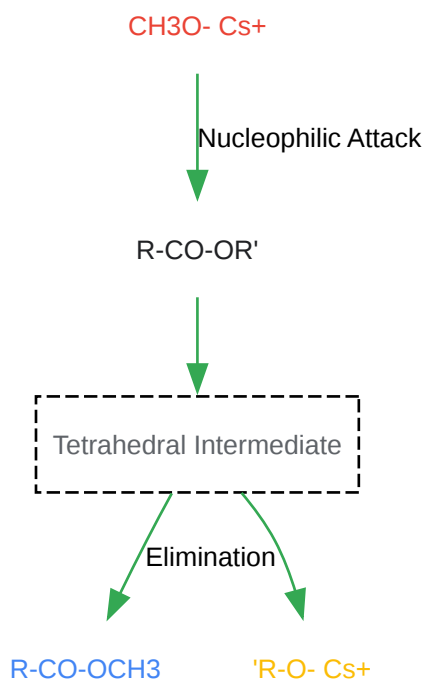 CH3O- Cs+
Nucleophilic Attack
R-CO-OR'
Tetrahedral Intermediate
Elimination
R-CO-OCH3
'R-O- Cs+